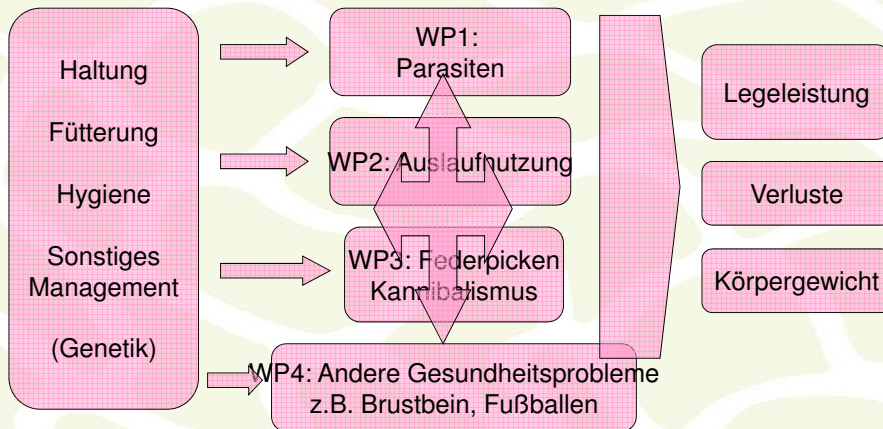 Haltung
Fütterung
Hygiene
Sonstiges
Management
(Genetik)
WP1:
Parasiten
WP2: Auslaufnutzung
WP3: Federpicken
Kannibalismus
WP4: Andere Gesundheitsprobleme
z.B. Brustbein, Fußballen
Legeleistung
Verluste
Körpergewicht